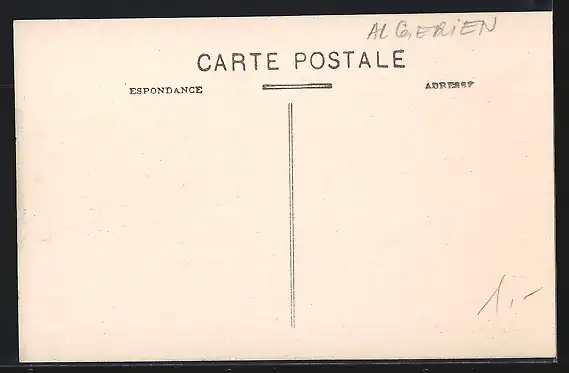 ALGERIEN
CARTE POSTALE
ESPONDANCE ADRESSE
1,-